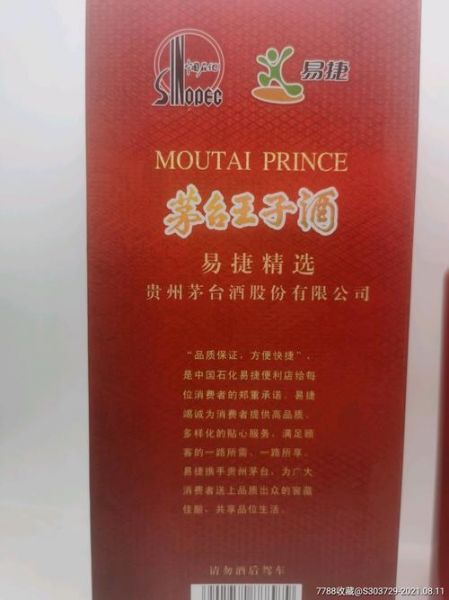 中国石化
SINOPEC
易捷
MOUTAI PRINCE
茅台王子酒
易捷精选
贵州茅台酒股份有限公司
“品质保证，方便快捷”，
是中国石化易捷便利店给每
位消费者的郑重承诺。易捷
竭诚为消费者提供高品质、
多样化的贴心服务，满足顾
客的一路所需、一路所享。
易捷携手贵州茅台，为广大
消费者送上品质出众的窖藏
佳酿，共享品位生活。
请勿酒后驾车
7788收藏@S303729-2021.08.11